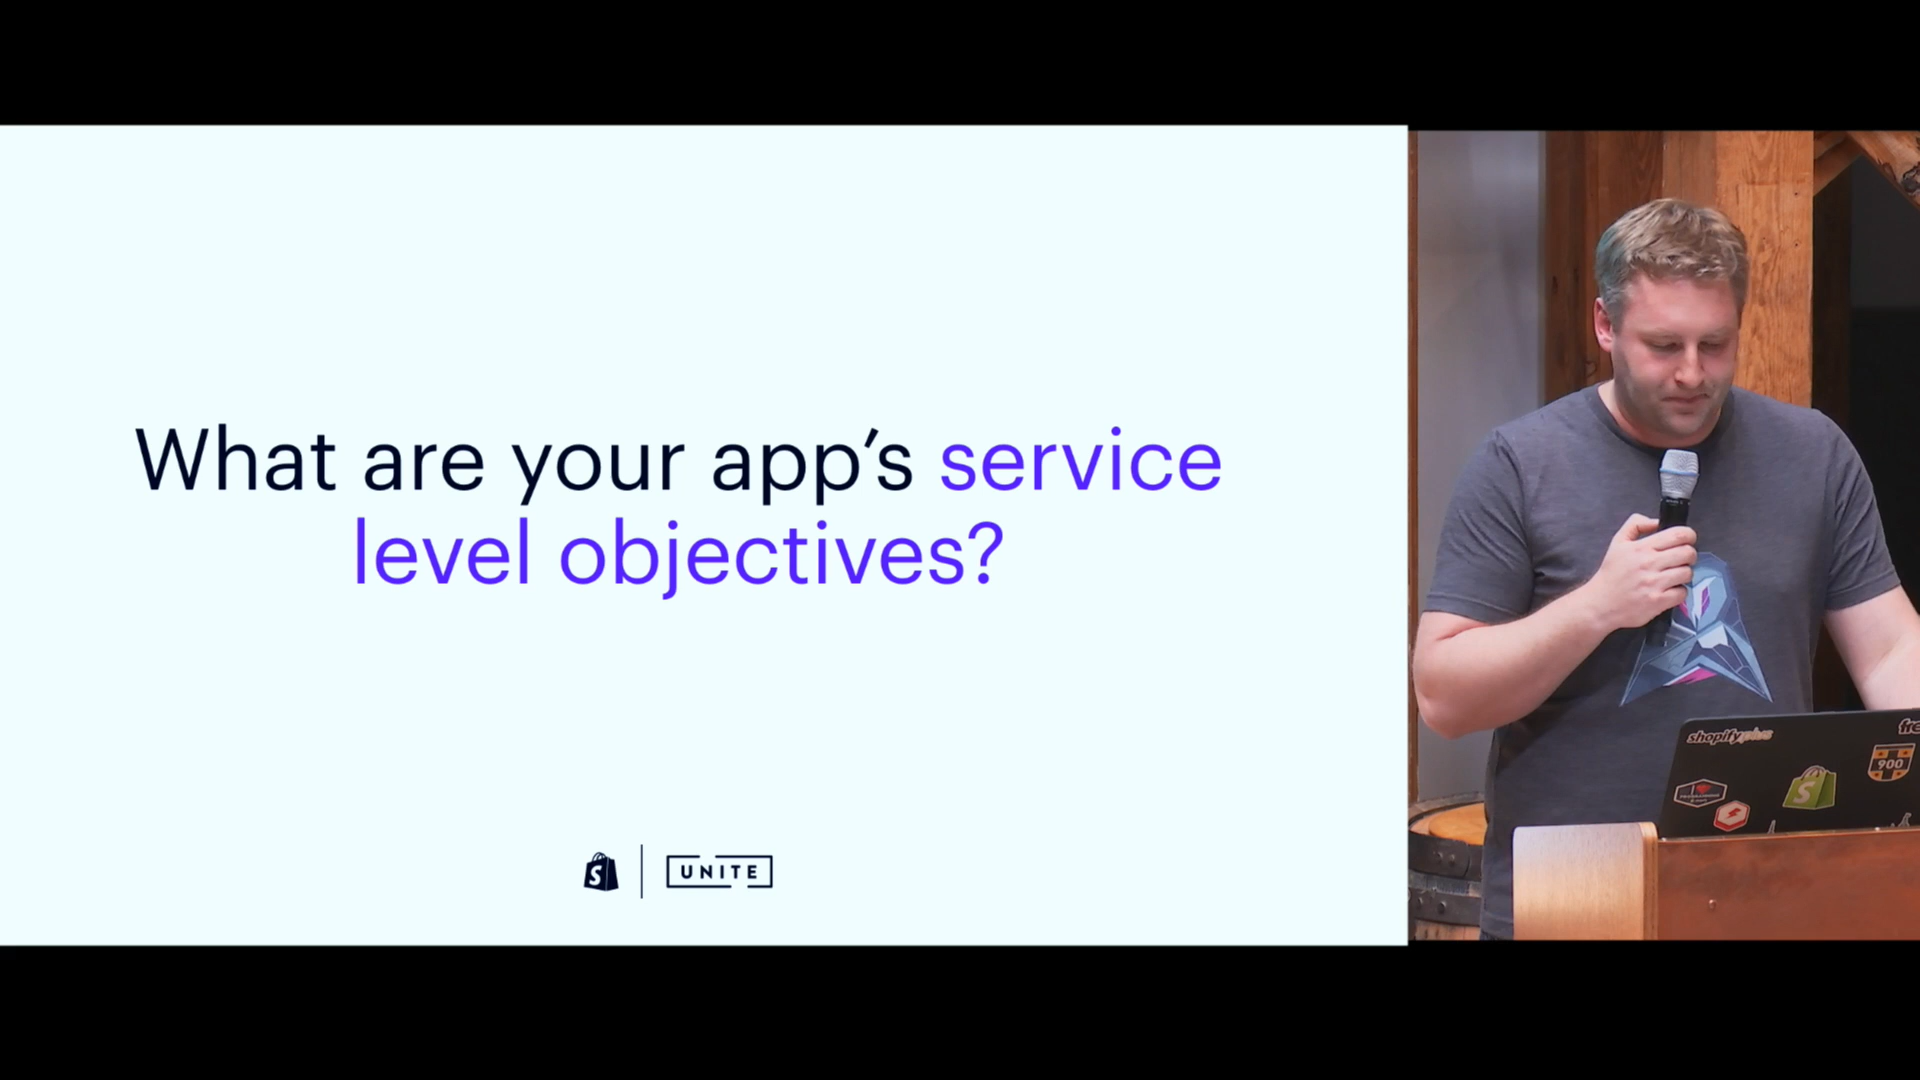 What are your app’s service
level objectives?
UNITE
shopifyplus
900